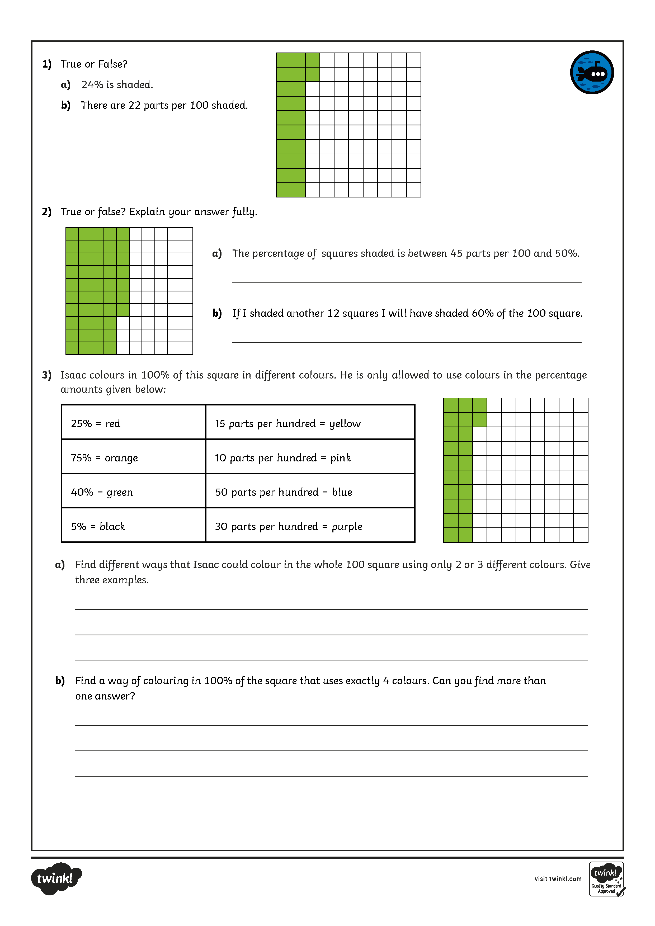 1) True or False?
a) 24% is shaded.
b) There are 22 parts per 100 shaded.
2) True or false? Explain your answer fully.
a) The percentage of squares shaded is between 45 parts per 100 and 50%.
b) If I shaded another 12 squares I will have shaded 60% of the 100 square.
3) Isaac colours in 100% of this square in different colours. He is only allowed to use colours in the percentage
amounts given below:
25% = red 15 parts per hundred = yellow
75% = orange 10 parts per hundred = pink
40% = green 50 parts per hundred = blue
5% = black 30 parts per hundred = purple
a) Find different ways that Isaac could colour in the whole 100 square using only 2 or 3 different colours. Give
three examples.
b) Find a way of colouring in 100% of the square that uses exactly 4 colours. Can you find more than
one answer?
twinkl
visit twinkl.com
twinkl
Quality Standard
Approved